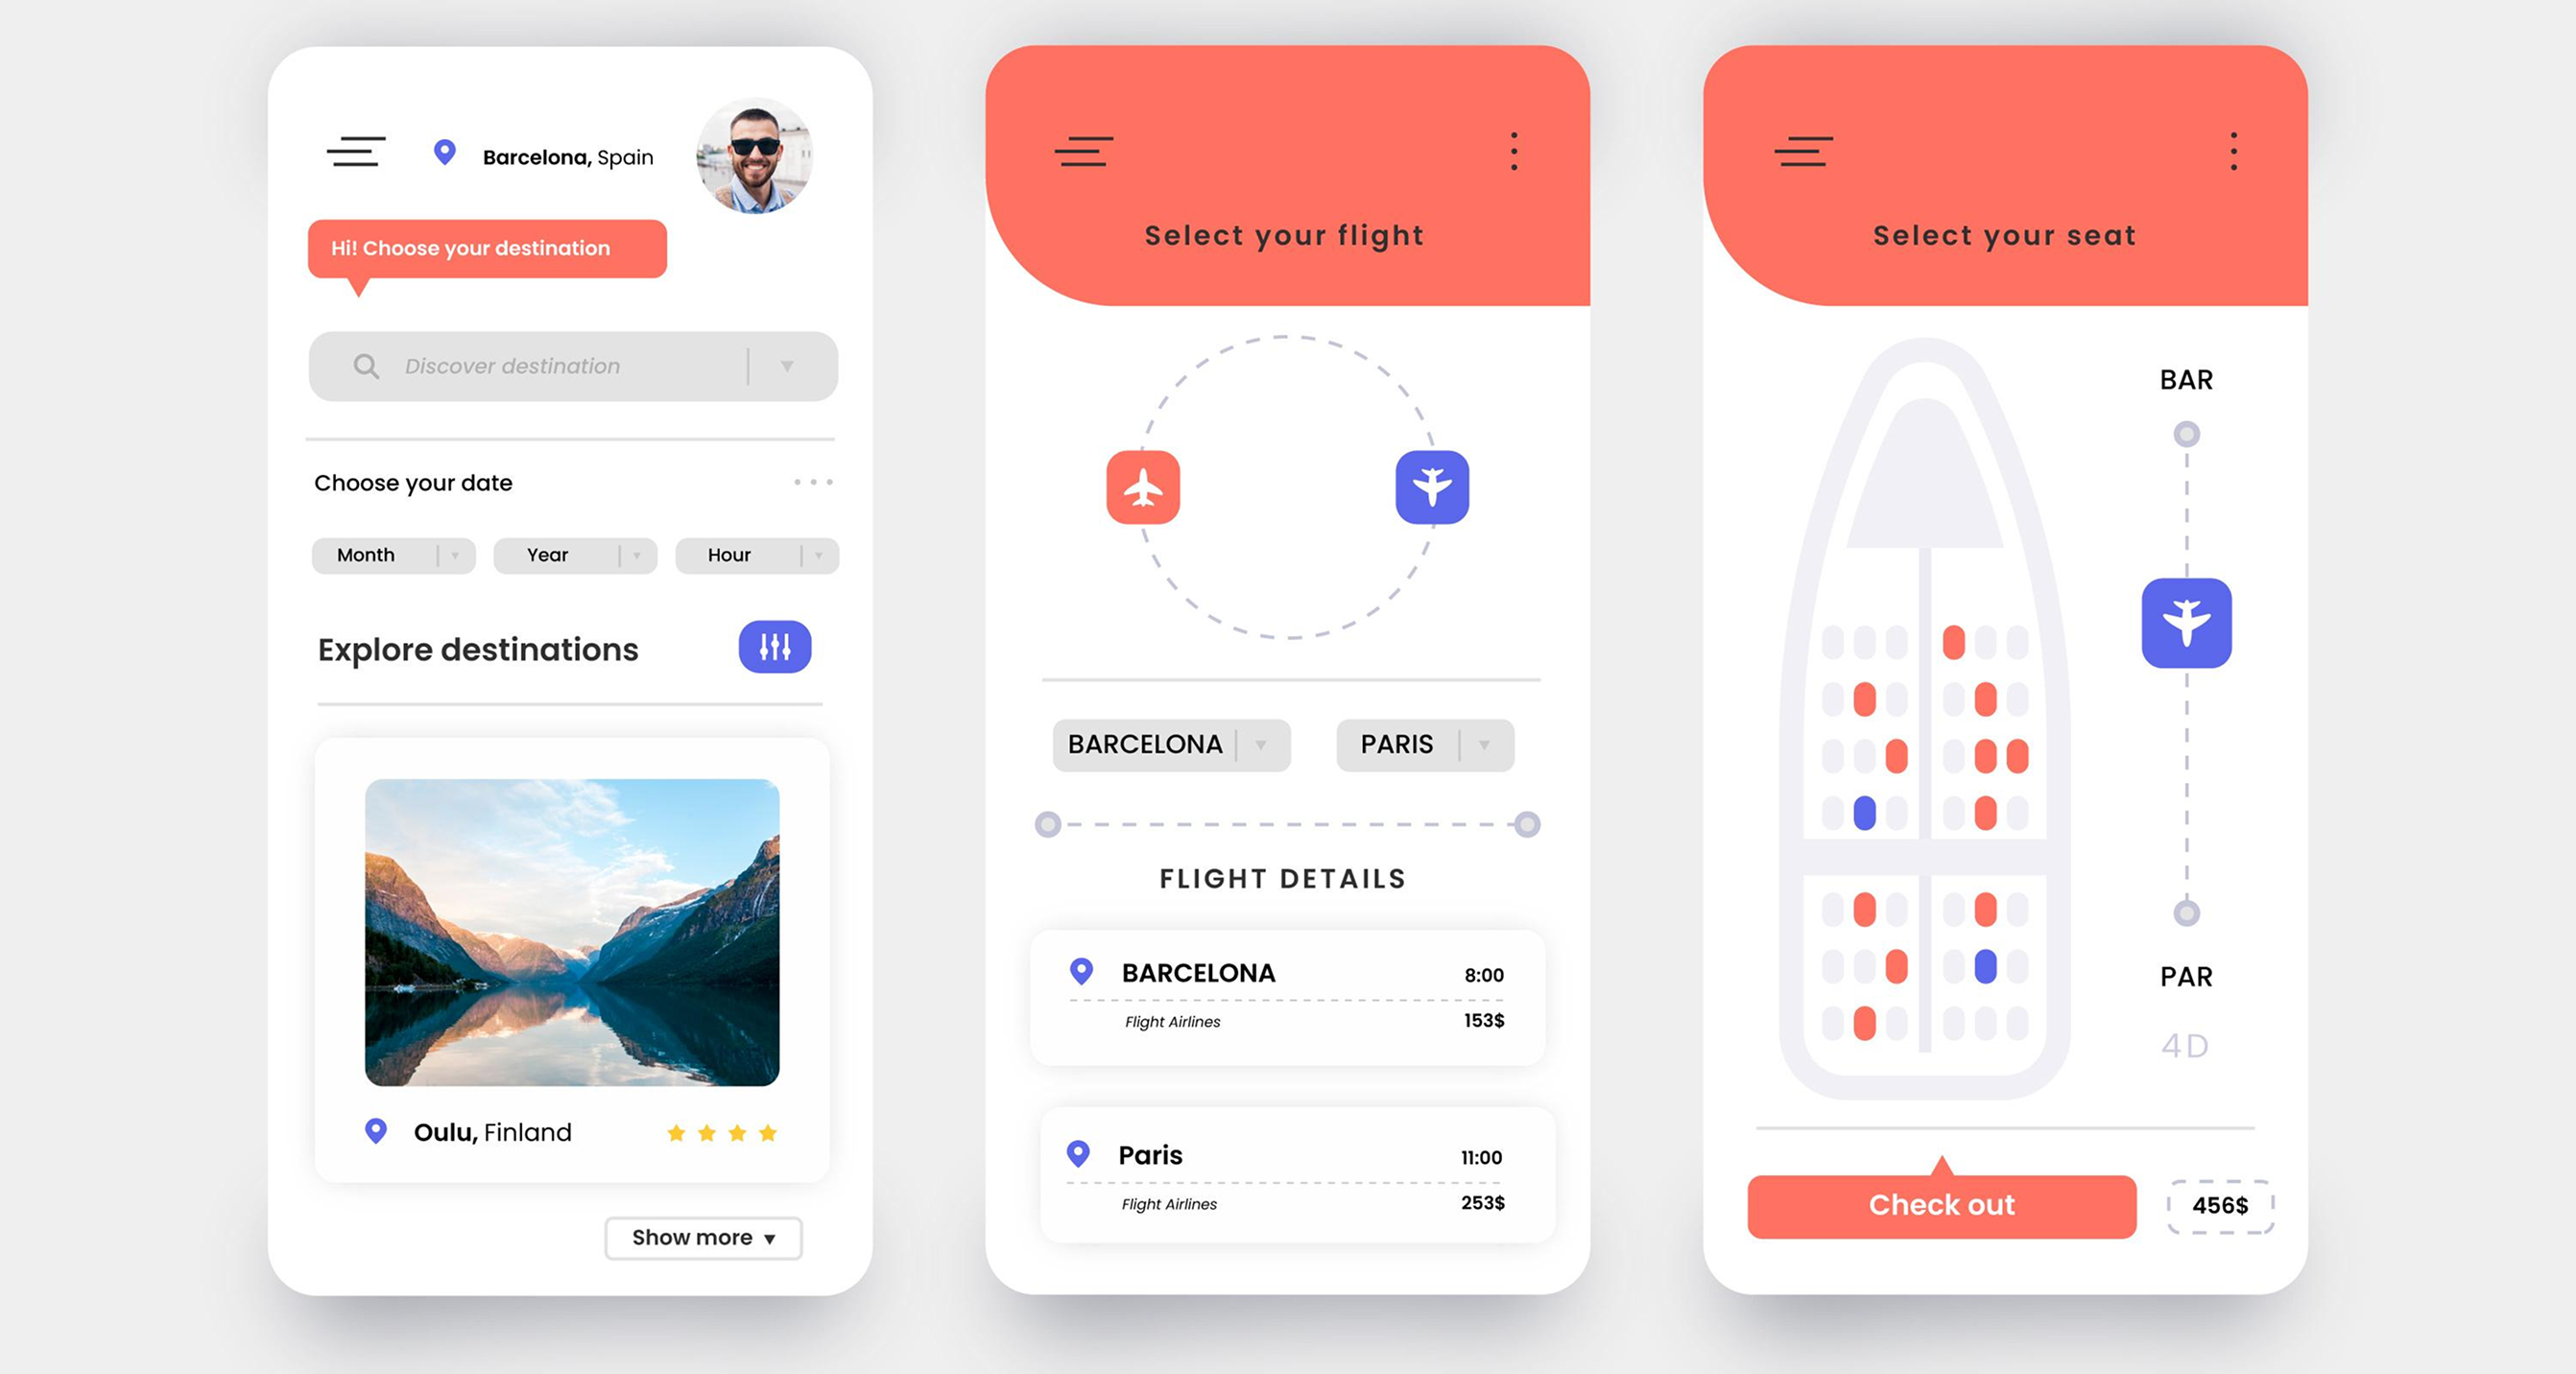 Barcelona, Spain
Hi! Choose your destination
Discover destination
Choose your date
Month
Year
Hour
Explore destinations
Oulu, Finland
Show more
Select your flight
BARCELONA
PARIS
FLIGHT DETAILS
BARCELONA 8:00
Flight Airlines 153$
Paris 11:00
Flight Airlines 253$
Select your seat
BAR
PAR
4D
Check out
456$